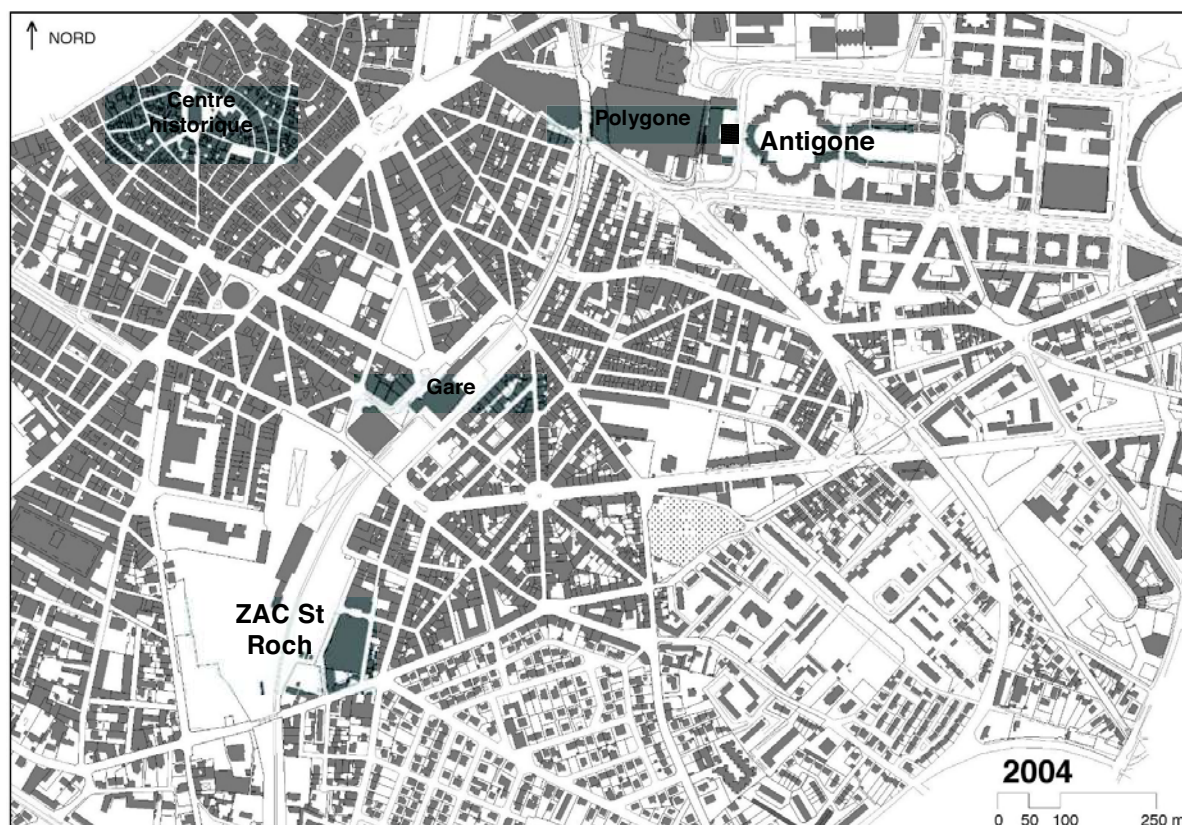 NORD
Centre
historique
Polygone
Antigone
Gare
ZAC St
Roch
2004
0 50 100 250 m